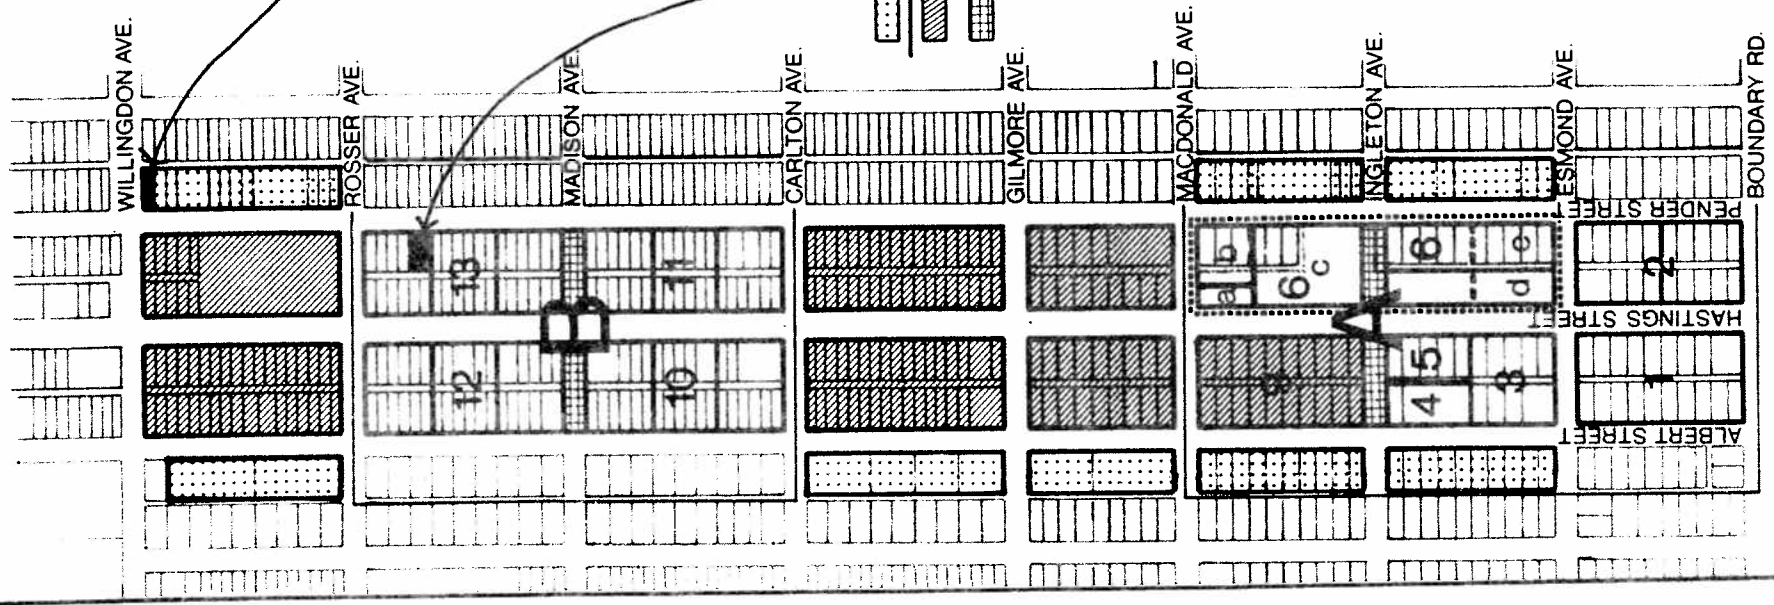 WILLINGDON AVE.
ROSSER AVE.
MADISON AVE.
CARLTON AVE.
GILMORE AVE.
MACDONALD AVE.
INGLETON AVE.
ESMOND AVE.
BOUNDARY RD.
PENDER STREET
HASTINGS STREET
ALBERT STREET
13
11
B
12
10
b
a
6
c
6
e
d
A
9
5
4
3
2
1